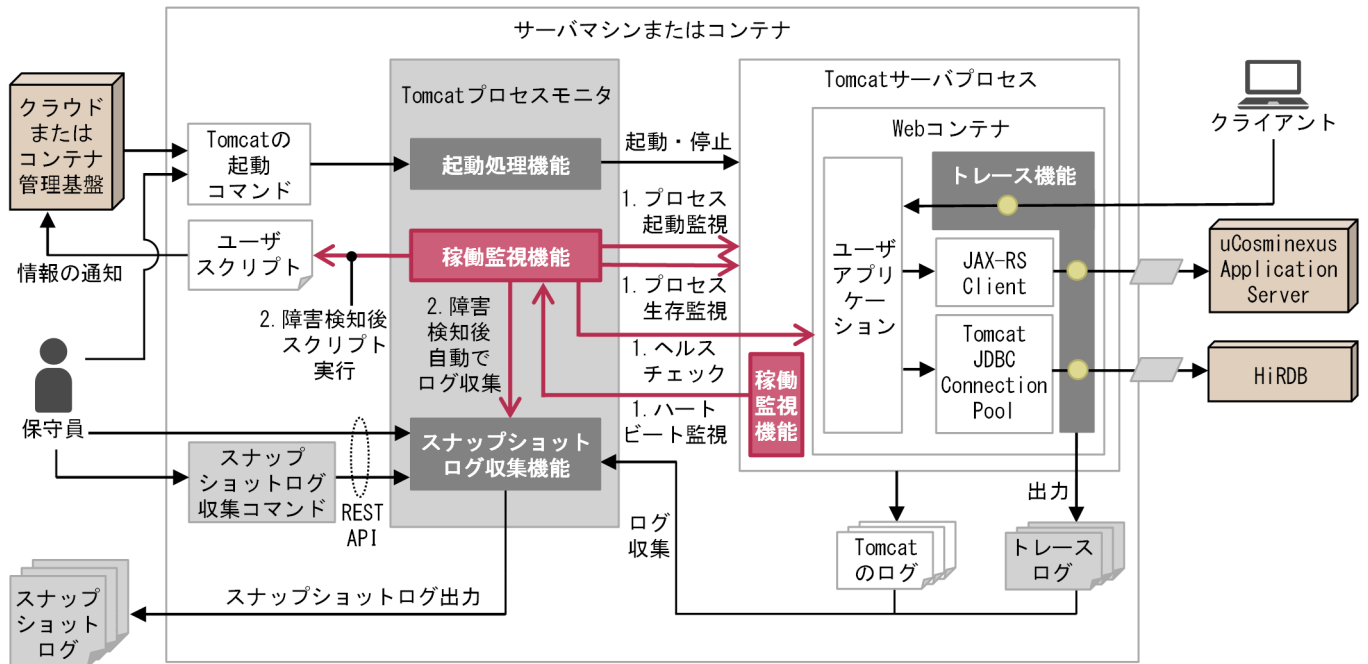 サーバマシンまたはコンテナ
クラウド
または
コンテナ
管理基盤
Tomcatの
起動
コマンド
Tomcatプロセスモニタ
起動処理機能
起動・停止
Tomcatサーバプロセス
Webコンテナ
トレース機能
クライアント
情報の通知
ユーザ
スクリプト
稼働監視機能
1.プロセス
起動監視
1.プロセス
生存監視
ユーザ
アプリ
ケー
ション
JAX-RS
Client
uCosminexus
Application
Server
2.障害検知後
スクリプト
実行
2.障害
検知後
自動で
ログ収集
1.ヘルス
チェック
稼働
監視
機能
Tomcat
JDBC
Connection
Pool
HiRDB
1.ハート
ビート監視
保守員
スナップ
ショットログ
収集コマンド
REST
API
スナップショット
ログ収集機能
ログ
収集
出力
Tomcat
のログ
トレース
ログ
スナップショットログ出力
スナップ
ショット
ログ